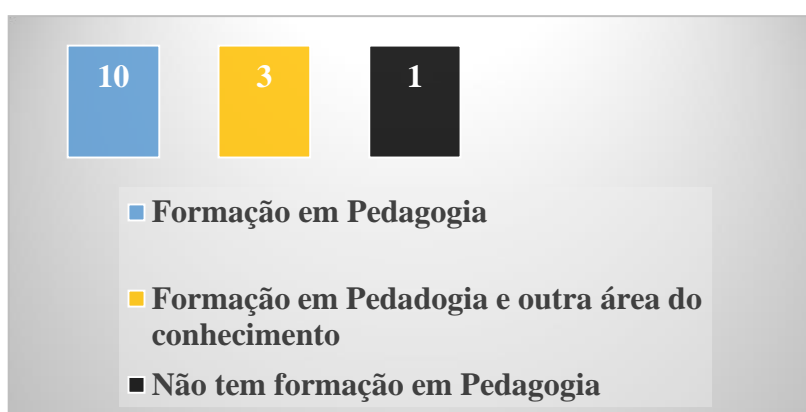 10 3 1
Formação em Pedagogia
Formação em Pedadogia e outra área do
conhecimento
Não tem formação em Pedagogia